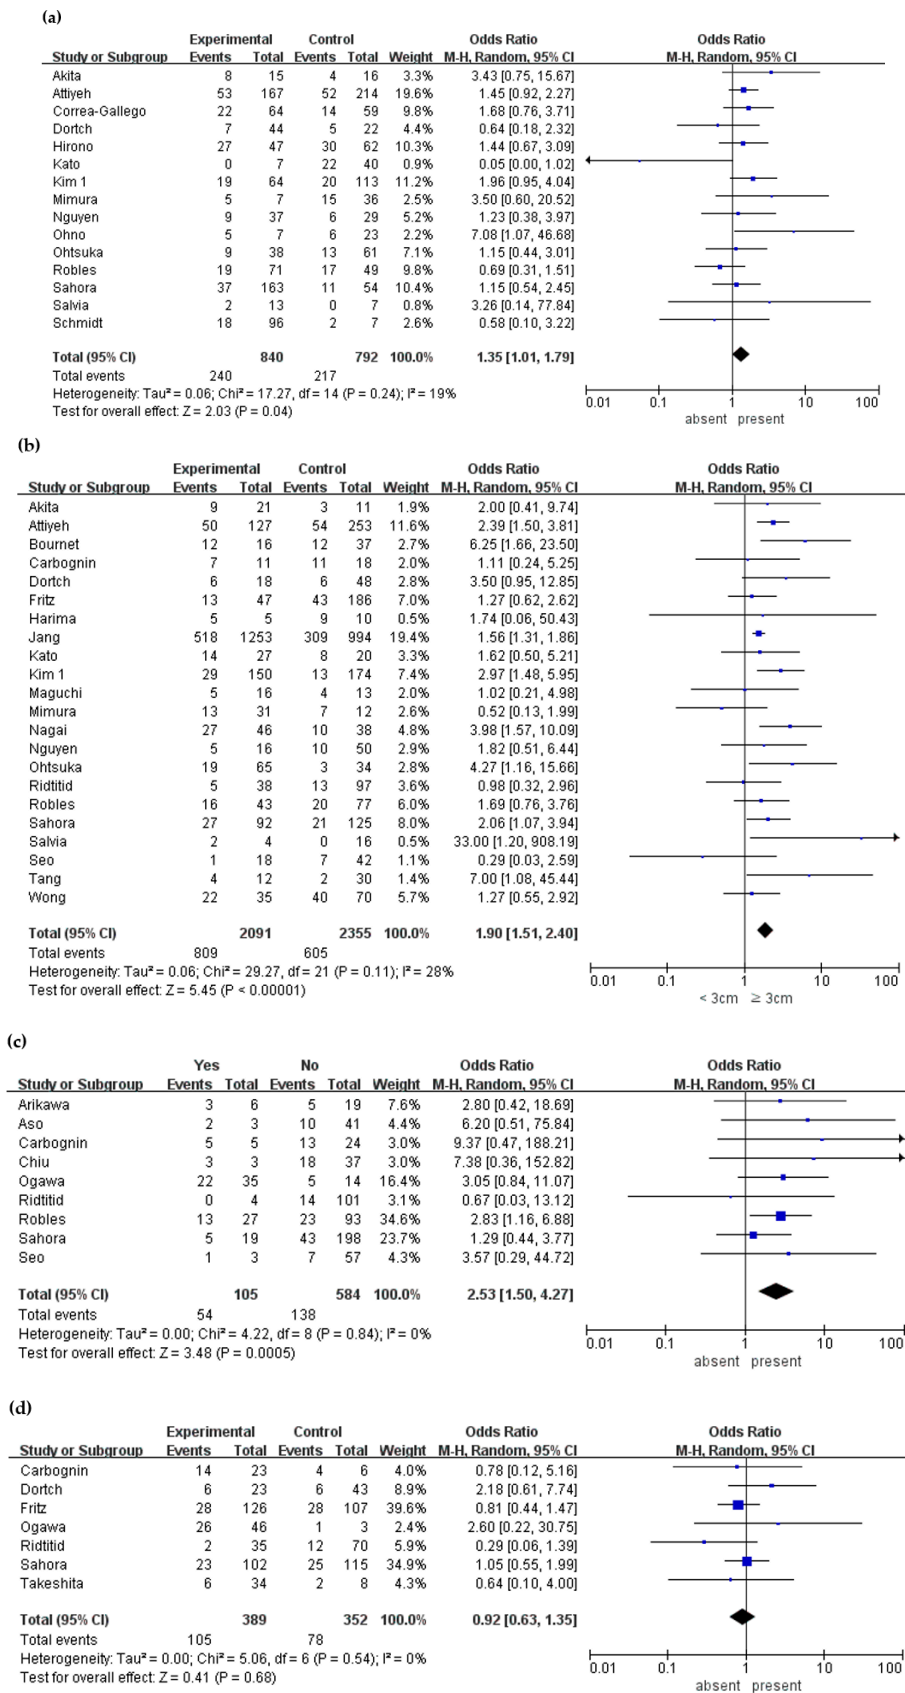 (a)
Experimental Control Odds Ratio Odds Ratio
Study or Subgroup Events Total Events Total Weight M-H, Random, 95% CI M-H, Random, 95% CI
Akita 8 15 4 16 3.3% 3.43 [0.75, 15.67]
Attiyeh 53 167 52 214 19.6% 1.45 [0.92, 2.27]
Correa-Gallego 22 64 14 59 9.8% 1.68 [0.76, 3.71]
Dortch 7 44 5 22 4.4% 0.64 [0.18, 2.32]
Hirono 27 47 30 62 10.3% 1.44 [0.67, 3.09]
Kato 0 7 22 40 0.9% 0.05 [0.00, 1.02]
Kim 1 19 64 20 113 11.2% 1.96 [0.95, 4.04]
Mimura 5 7 15 36 2.5% 3.50 [0.60, 20.52]
Nguyen 9 37 6 29 5.2% 1.23 [0.38, 3.97]
Ohno 5 7 6 23 2.2% 7.08 [1.07, 46.68]
Ohtsuka 9 38 13 61 7.1% 1.15 [0.44, 3.01]
Robles 19 71 17 49 9.8% 0.69 [0.31, 1.51]
Sahora 37 163 11 54 10.4% 1.15 [0.54, 2.45]
Salvia 2 13 0 7 0.8% 3.26 [0.14, 77.84]
Schmidt 18 96 2 7 2.6% 0.58 [0.10, 3.22]
Total (95% CI) 840 792 100.0% 1.35 [1.01, 1.79]
Total events 240 217
Heterogeneity: Tau² = 0.06; Chi² = 17.27, df = 14 (P = 0.24); I² = 19%
Test for overall effect: Z = 2.03 (P = 0.04)
0.01 0.1 1 10 100
absent present
(b)
Experimental Control Odds Ratio Odds Ratio
Study or Subgroup Events Total Events Total Weight M-H, Random, 95% CI M-H, Random, 95% CI
Akita 9 21 3 11 1.9% 2.00 [0.41, 9.74]
Attiyeh 50 127 54 253 11.6% 2.39 [1.50, 3.81]
Bournet 12 16 12 37 2.7% 6.25 [1.66, 23.50]
Carbognin 7 11 11 18 2.0% 1.11 [0.24, 5.25]
Dortch 6 18 6 48 2.8% 3.50 [0.95, 12.85]
Fritz 13 47 43 186 7.0% 1.27 [0.62, 2.62]
Harima 5 5 9 10 0.5% 1.74 [0.06, 50.43]
Jang 518 1253 309 994 19.4% 1.56 [1.31, 1.86]
Kato 14 27 8 20 3.3% 1.62 [0.50, 5.21]
Kim 1 29 150 13 174 7.4% 2.97 [1.48, 5.95]
Maguchi 5 16 4 13 2.0% 1.02 [0.21, 4.98]
Mimura 13 31 7 12 2.6% 0.52 [0.13, 1.99]
Nagai 27 46 10 38 4.8% 3.98 [1.57, 10.09]
Nguyen 5 16 10 50 2.9% 1.82 [0.51, 6.44]
Ohtsuka 19 65 3 34 2.8% 4.27 [1.16, 15.66]
Ridtitid 5 38 13 97 3.6% 0.98 [0.32, 2.96]
Robles 16 43 20 77 6.0% 1.69 [0.76, 3.76]
Sahora 27 92 21 125 8.0% 2.06 [1.07, 3.94]
Salvia 2 4 0 16 0.5% 33.00 [1.20, 908.19]
Seo 1 18 7 42 1.1% 0.29 [0.03, 2.59]
Tang 4 12 2 30 1.4% 7.00 [1.08, 45.44]
Wong 22 35 40 70 5.7% 1.27 [0.55, 2.92]
Total (95% CI) 2091 2355 100.0% 1.90 [1.51, 2.40]
Total events 809 605
Heterogeneity: Tau² = 0.06; Chi² = 29.27, df = 21 (P = 0.11); I² = 28%
Test for overall effect: Z = 5.45 (P < 0.00001)
0.01 0.1 1 10 100
< 3cm ≥ 3cm
(c)
Yes No Odds Ratio Odds Ratio
Study or Subgroup Events Total Events Total Weight M-H, Random, 95% CI M-H, Random, 95% CI
Arikawa 3 6 5 19 7.6% 2.80 [0.42, 18.69]
Aso 2 3 10 41 4.3% 6.20 [0.51, 75.84]
Carbognin 5 5 13 24 3.0% 9.37 [0.47, 188.21]
Chiu 3 3 18 37 3.0% 7.38 [0.36, 152.82]
Ogawa 22 35 5 14 16.4% 3.05 [0.84, 11.07]
Ridtitid 0 4 14 101 3.1% 0.67 [0.03, 13.12]
Robles 13 27 23 93 34.6% 2.83 [1.16, 6.88]
Sahora 5 19 43 198 23.7% 1.29 [0.44, 3.77]
Seo 1 3 7 57 4.3% 3.57 [0.29, 44.72]
Total (95% CI) 105 584 100.0% 2.53 [1.50, 4.27]
Total events 54 138
Heterogeneity: Tau² = 0.00; Chi² = 4.22, df = 8 (P = 0.84); I² = 0%
Test for overall effect: Z = 3.48 (P = 0.0005)
0.01 0.1 1 10 100
absent present
(d)
Experimental Control Odds Ratio Odds Ratio
Study or Subgroup Events Total Events Total Weight M-H, Random, 95% CI M-H, Random, 95% CI
Carbognin 14 23 4 6 4.0% 0.78 [0.12, 5.16]
Dortch 6 23 6 43 8.9% 2.18 [0.61, 7.74]
Fritz 28 126 28 107 39.6% 0.81 [0.44, 1.47]
Ogawa 26 46 1 3 2.4% 2.60 [0.22, 30.75]
Ridtitid 2 35 12 70 5.9% 0.29 [0.06, 1.39]
Sahora 23 102 25 115 34.9% 1.05 [0.55, 1.99]
Takeshita 6 34 2 8 4.3% 0.64 [0.10, 4.00]
Total (95% CI) 389 352 100.0% 0.92 [0.63, 1.35]
Total events 105 78
Heterogeneity: Tau² = 0.00; Chi² = 5.06, df = 6 (P = 0.54); I² = 0%
Test for overall effect: Z = 0.41 (P = 0.68)
0.01 0.1 1 10 100
absent present